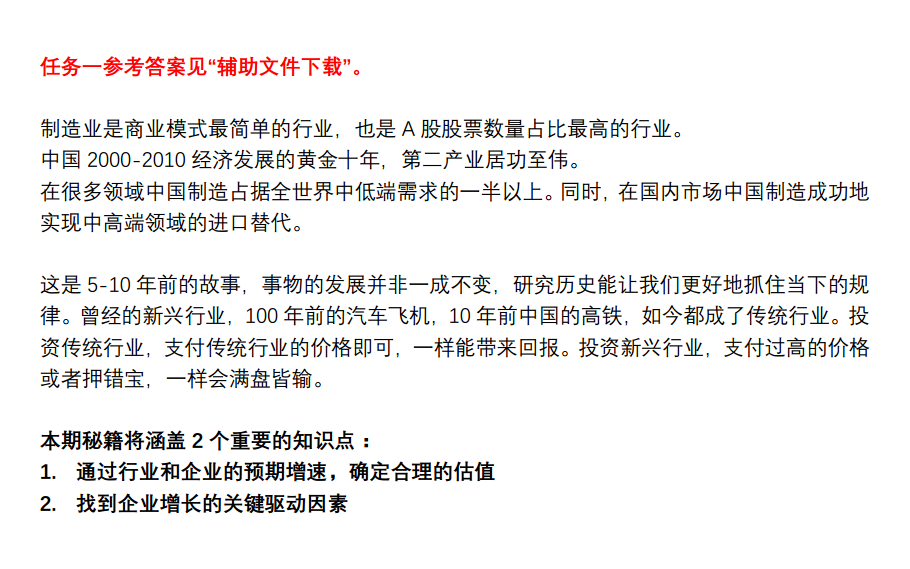 任务一参考答案见“辅助文件下载”。
制造业是商业模式最简单的行业，也是 A 股股票数量占比最高的行业。
中国 2000-2010 经济发展的黄金十年，第二产业居功至伟。
在很多领域中国制造占据全世界中低端需求的一半以上。同时，在国内市场中国制造成功地
实现中高端领域的进口替代。
这是 5-10 年前的故事，事物的发展并非一成不变，研究历史能让我们更好地抓住当下的规
律。曾经的新兴行业，100 年前的汽车飞机，10 年前中国的高铁，如今都成了传统行业。投
资传统行业，支付传统行业的价格即可，一样能带来回报。投资新兴行业，支付过高的价格
或者押错宝，一样会满盘皆输。
本期秘籍将涵盖 2 个重要的知识点：
1. 通过行业和企业的预期增速，确定合理的估值
2. 找到企业增长的关键驱动因素